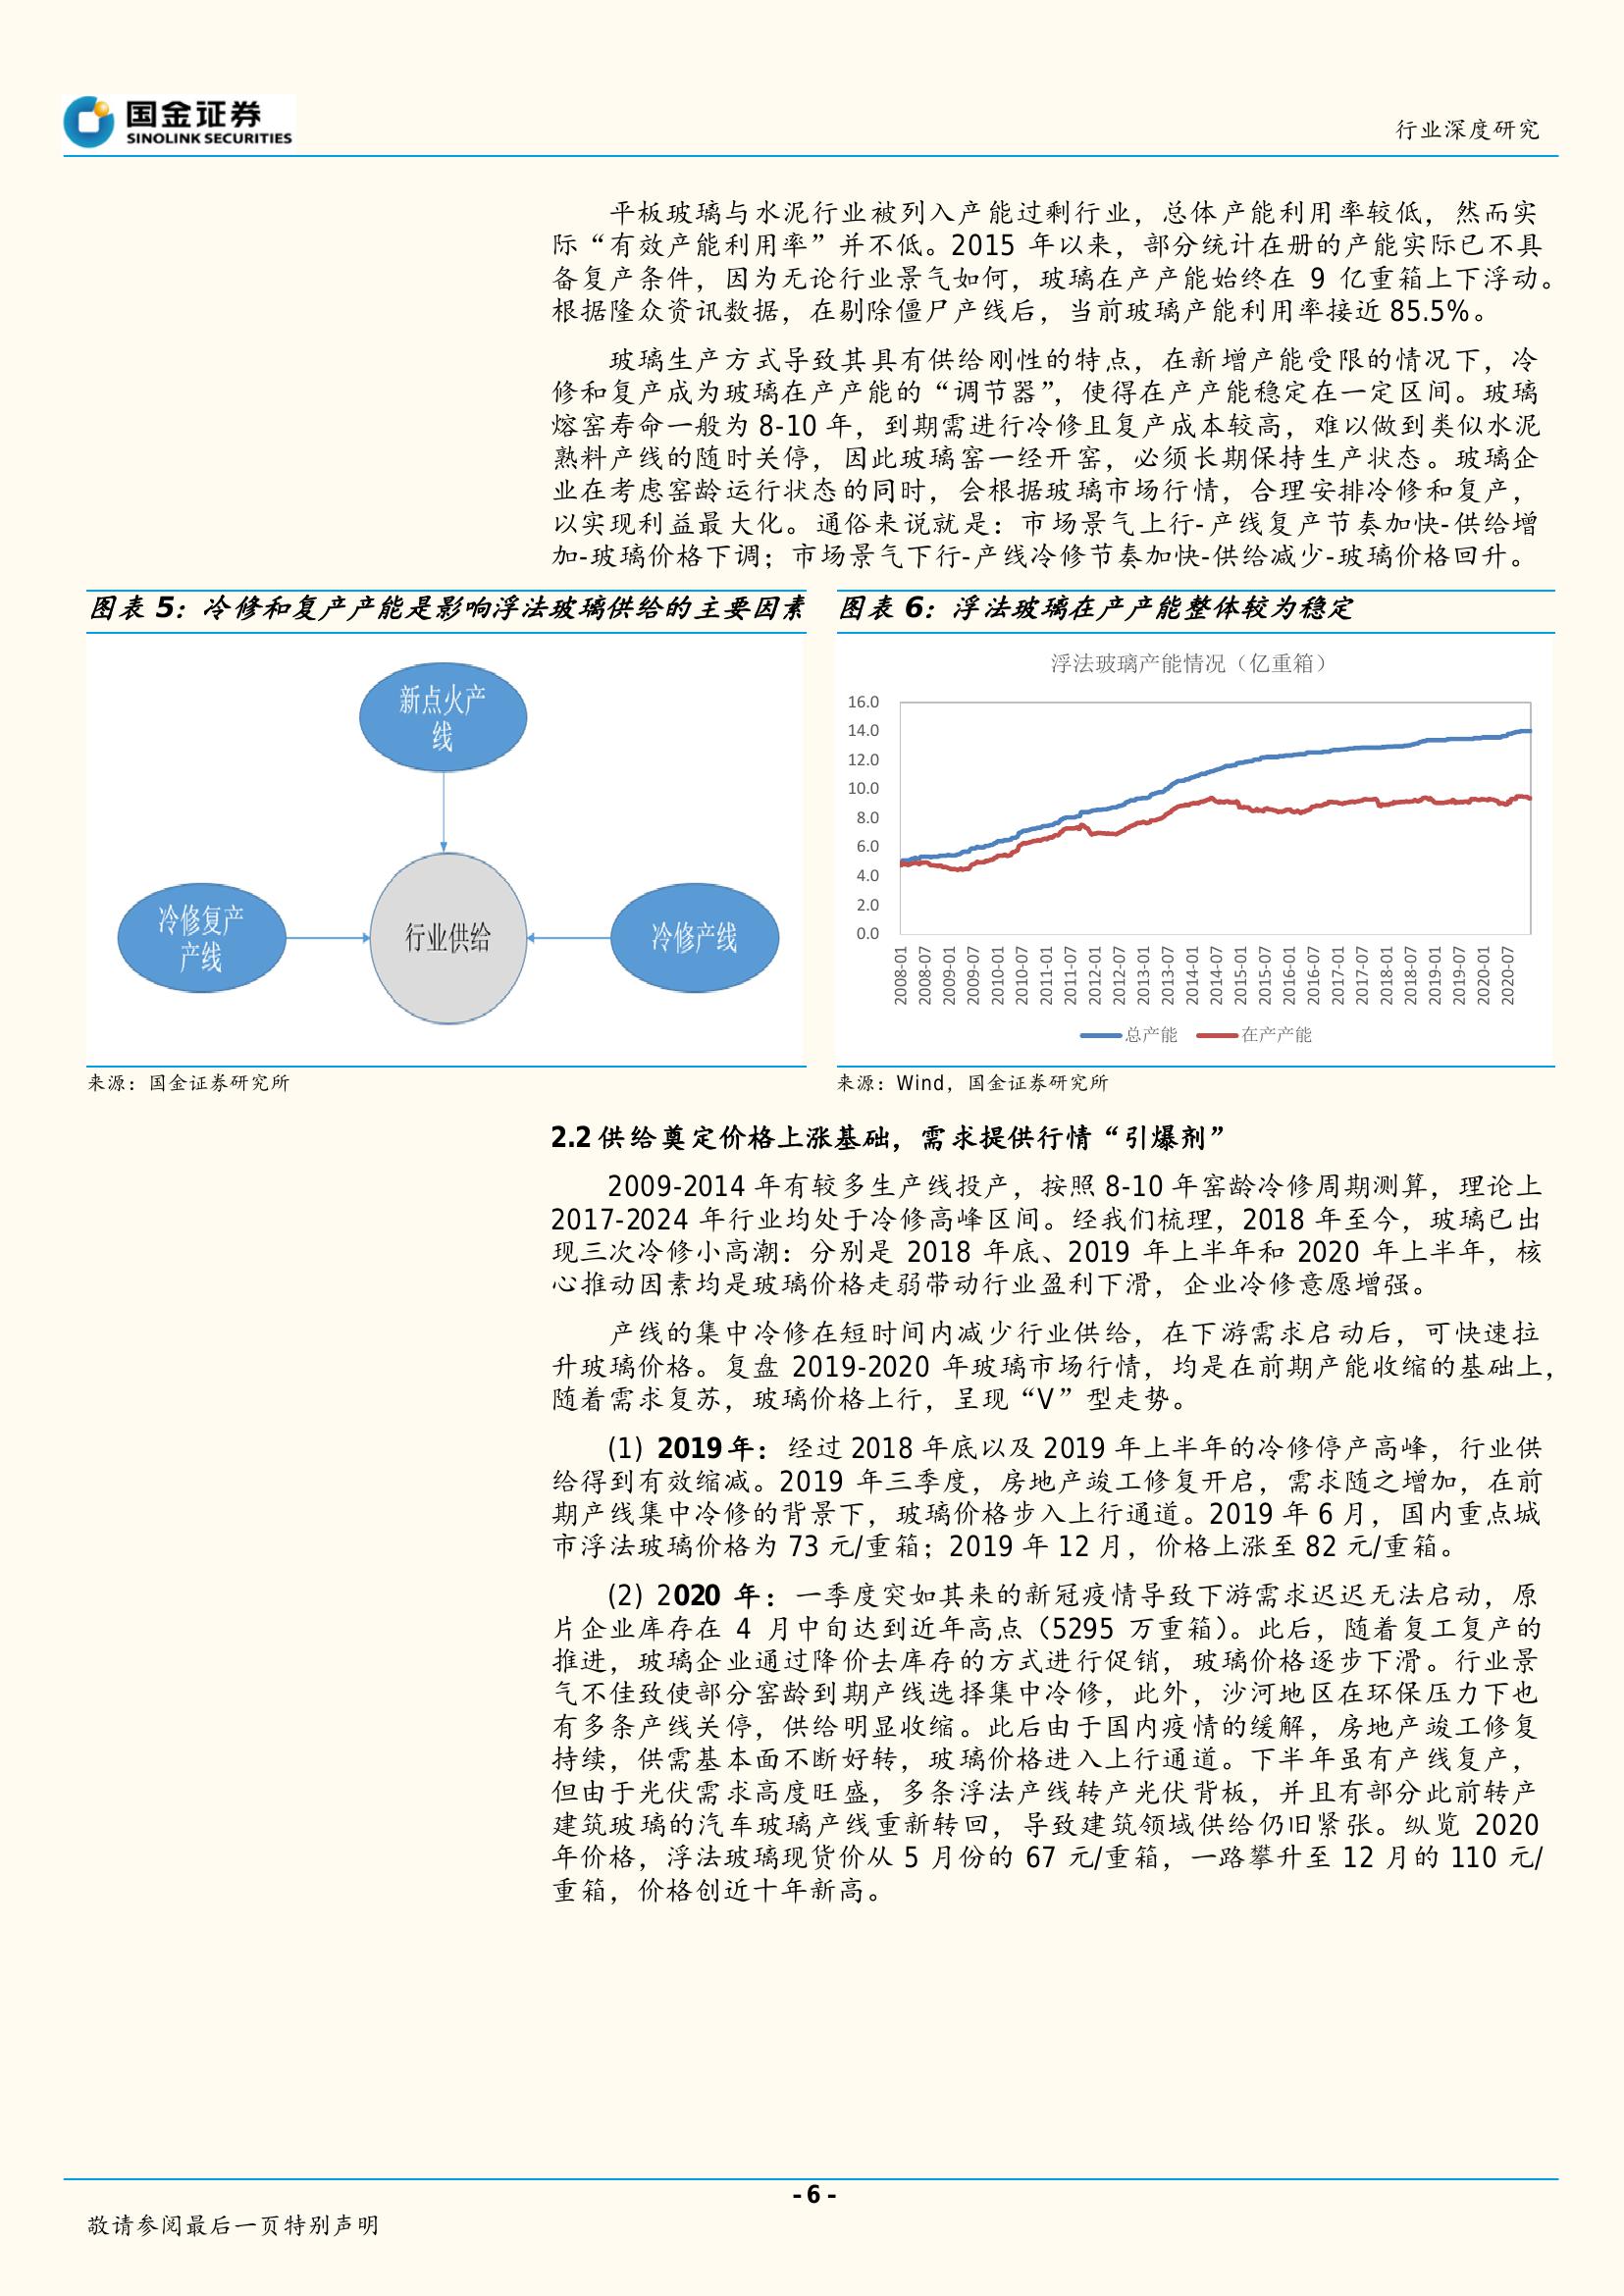 国金证券
SINOLINK SECURITIES
行业深度研究
平板玻璃与水泥行业被列入产能过剩行业，总体产能利用率较低，然而实
际“有效产能利用率”并不低。2015 年以来，部分统计在册的产能实际已不具
备复产条件，因为无论行业景气如何，玻璃在产产能始终在 9 亿重箱上下浮动。
根据隆众资讯数据，在剔除僵尸产线后，当前玻璃产能利用率接近 85.5%。
玻璃生产方式导致其具有供给刚性的特点，在新增产能受限的情况下，冷
修和复产成为玻璃在产产能的“调节器”，使得在产产能稳定在一定区间。玻璃
熔窑寿命一般为 8-10 年，到期需进行冷修且复产成本较高，难以做到类似水泥
熟料产线的随时关停，因此玻璃窑一经开窑，必须长期保持生产状态。玻璃企
业在考虑窑龄运行状态的同时，会根据玻璃市场行情，合理安排冷修和复产，
以实现利益最大化。通俗来说就是：市场景气上行-产线复产节奏加快-供给增
加-玻璃价格下调；市场景气下行-产线冷修节奏加快-供给减少-玻璃价格回升。
图表 5：冷修和复产产能是影响浮法玻璃供给的主要因素
新点火产
线
冷修复产
产线
行业供给
冷修产线
来源：国金证券研究所
图表 6：浮法玻璃在产产能整体较为稳定
浮法玻璃产能情况（亿重箱）
16.0
14.0
12.0
10.0
8.0
6.0
4.0
2.0
0.0
2008-01
2008-07
2009-01
2009-07
2010-01
2010-07
2011-01
2011-07
2012-01
2012-07
2013-01
2013-07
2014-01
2014-07
2015-01
2015-07
2016-01
2016-07
2017-01
2017-07
2018-01
2018-07
2019-01
2019-07
2020-01
2020-07
总产能 在产产能
来源：Wind，国金证券研究所
2.2 供给奠定价格上涨基础，需求提供行情“引爆剂”
2009-2014 年有较多生产线投产，按照 8-10 年窑龄冷修周期测算，理论上
2017-2024 年行业均处于冷修高峰区间。经我们梳理，2018 年至今，玻璃已出
现三次冷修小高潮：分别是 2018 年底、2019 年上半年和 2020 年上半年，核
心推动因素均是玻璃价格走弱带动行业盈利下滑，企业冷修意愿增强。
产线的集中冷修在短时间内减少行业供给，在下游需求启动后，可快速拉
升玻璃价格。复盘 2019-2020 年玻璃市场行情，均是在前期产能收缩的基础上，
随着需求复苏，玻璃价格上行，呈现“V”型走势。
(1) 2019 年：经过 2018 年底以及 2019 年上半年的冷修停产高峰，行业供
给得到有效缩减。2019 年三季度，房地产竣工修复开启，需求随之增加，在前
期产线集中冷修的背景下，玻璃价格步入上行通道。2019 年 6 月，国内重点城
市浮法玻璃价格为 73 元/重箱；2019 年 12 月，价格上涨至 82 元/重箱。
(2) 2020 年：一季度突如其来的新冠疫情导致下游需求迟迟无法启动，原
片企业库存在 4 月中旬达到近年高点（5295 万重箱）。此后，随着复工复产的
推进，玻璃企业通过降价去库存的方式进行促销，玻璃价格逐步下滑。行业景
气不佳致使部分窑龄到期产线选择集中冷修，此外，沙河地区在环保压力下也
有多条产线关停，供给明显收缩。此后由于国内疫情的缓解，房地产竣工修复
持续，供需基本面不断好转，玻璃价格进入上行通道。下半年虽有产线复产，
但由于光伏需求高度旺盛，多条浮法产线转产光伏背板，并且有部分此前转产
建筑玻璃的汽车玻璃产线重新转回，导致建筑领域供给仍旧紧张。纵览 2020
年价格，浮法玻璃现货价从 5 月份的 67 元/重箱，一路攀升至 12 月的 110 元/
重箱，价格创近十年新高。
- 6 -
敬请参阅最后一页特别声明